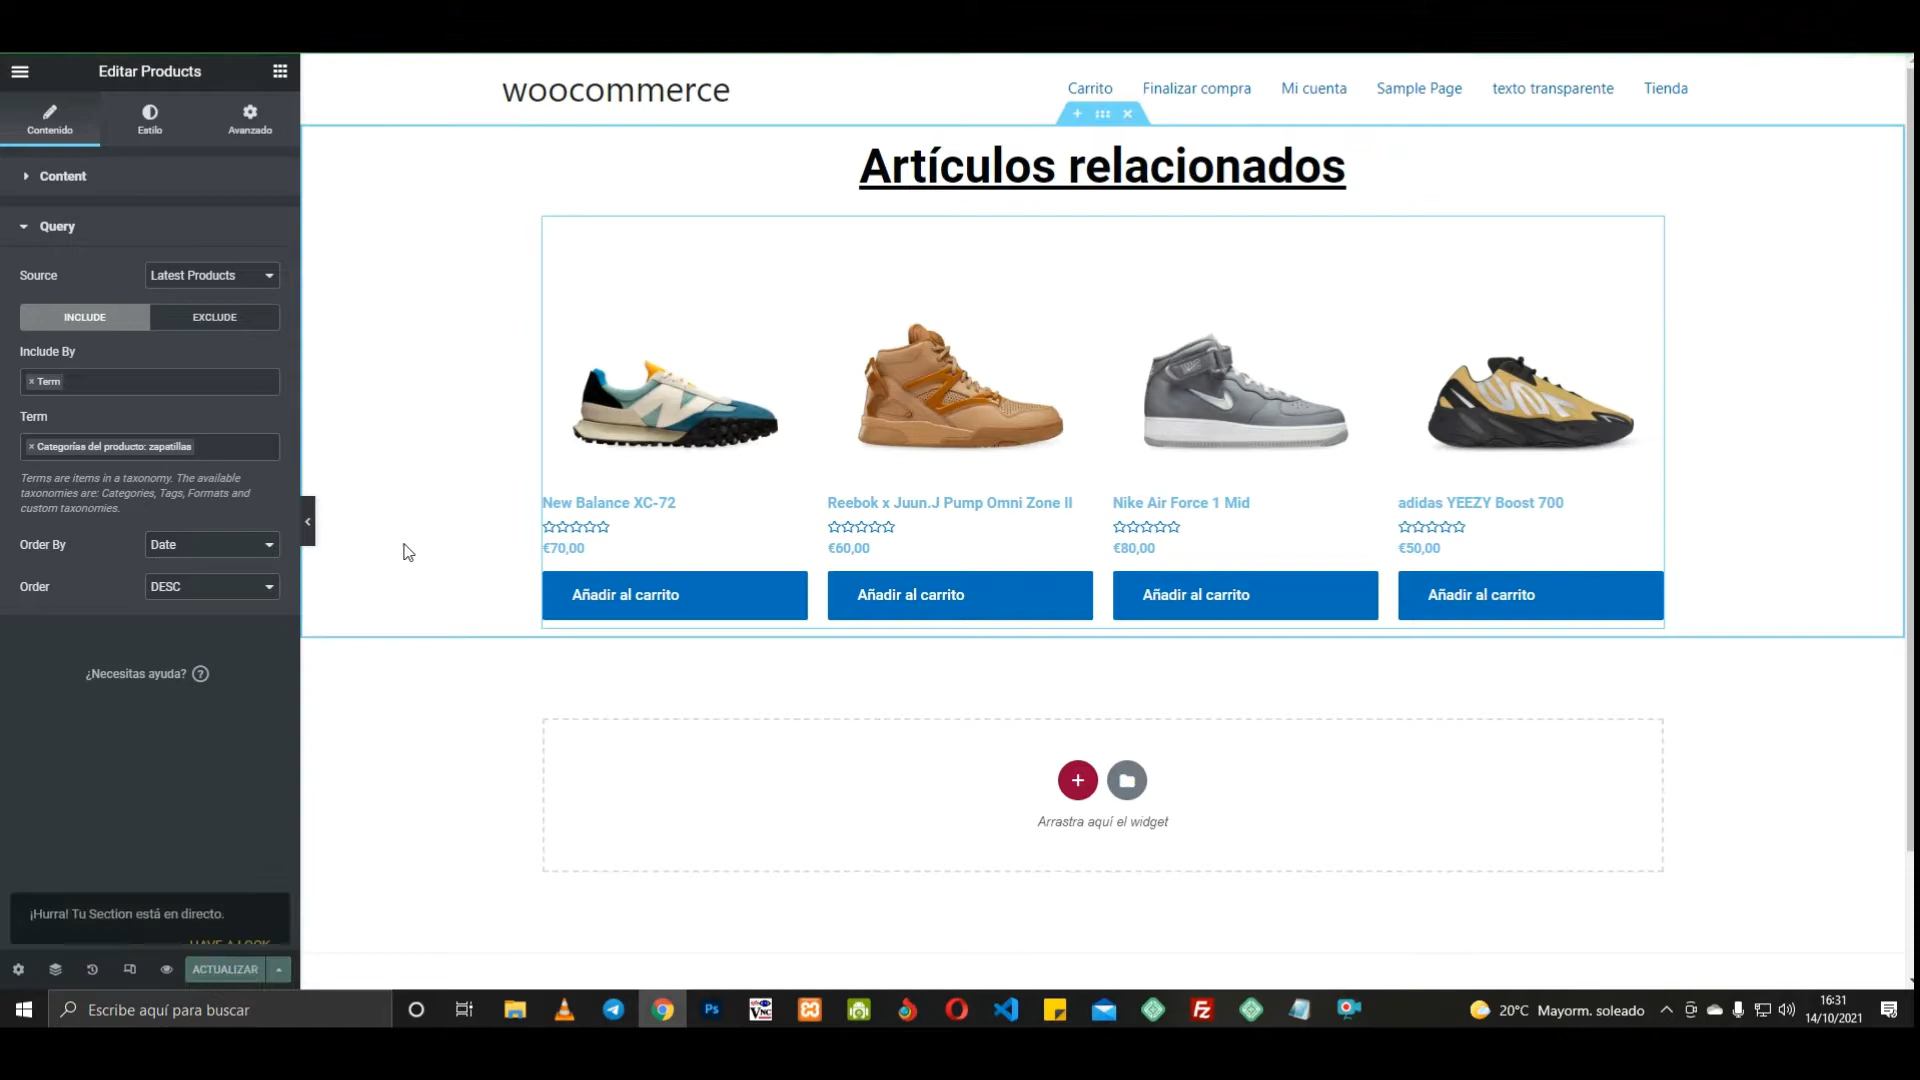 Editar Products
Contenido
Estilo
Avanzado
Content
Query
Source
Latest Products
INCLUDE
EXCLUDE
Include By
× Term
Term
× Categorías del producto: zapatillas
Terms are items in a taxonomy. The available
taxonomies are: Categories, Tags, Formats and
custom taxonomies.
Order By
Date
Order
DESC
¿Necesitas ayuda?
¡Hurra! Tu Section está en directo.
HAVE A LOOK
ACTUALIZAR
woocommerce
Carrito
Finalizar compra
Mi cuenta
Sample Page
texto transparente
Tienda
Artículos relacionados
New Balance XC-72
€70,00
Añadir al carrito
Reebok x Juun.J Pump Omni Zone II
€60,00
Añadir al carrito
Nike Air Force 1 Mid
€80,00
Añadir al carrito
adidas YEEZY Boost 700
€50,00
Añadir al carrito
Arrastra aquí el widget
Escribe aquí para buscar
Ps
VNC
FZ
20°C Mayorm. soleado
16:31
14/10/2021